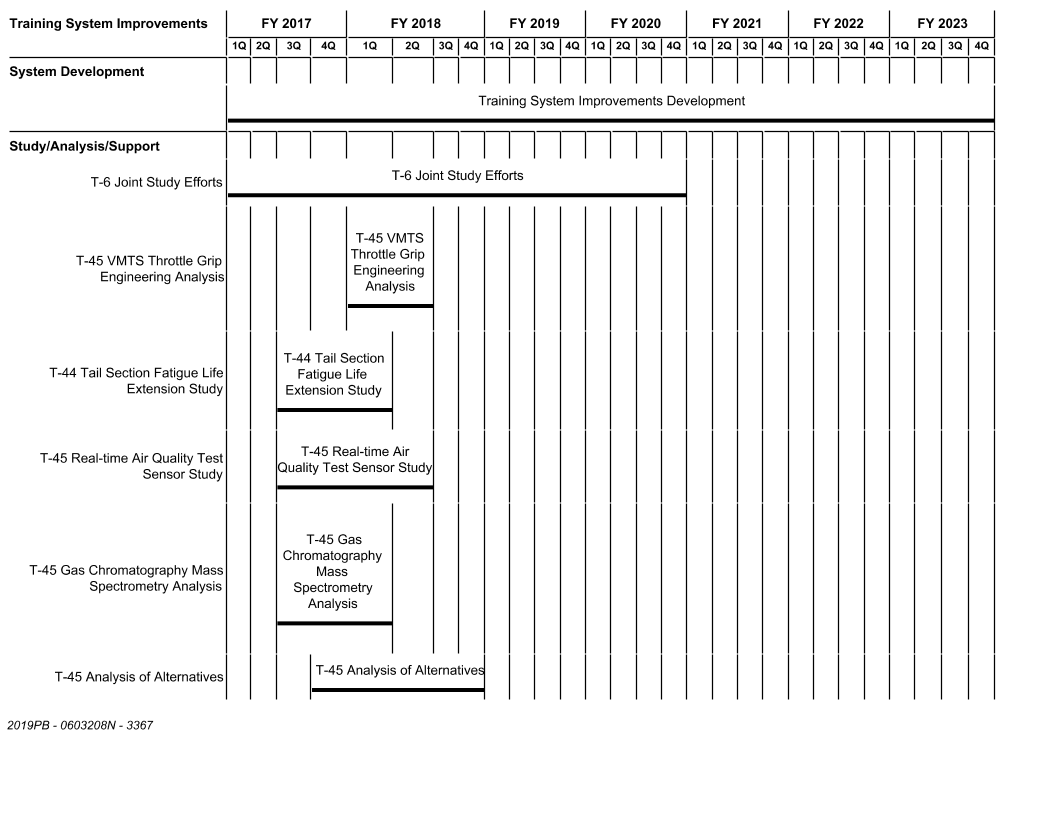 Training System Improvements FY 2017 FY 2018 FY 2019 FY 2020 FY 2021 FY 2022 FY 2023
1Q 2Q 3Q 4Q 1Q 2Q 3Q 4Q 1Q 2Q 3Q 4Q 1Q 2Q 3Q 4Q 1Q 2Q 3Q 4Q 1Q 2Q 3Q 4Q 1Q 2Q 3Q 4Q
System Development
Training System Improvements Development
Study/Analysis/Support
T-6 Joint Study Efforts
T-6 Joint Study Efforts
T-45 VMTS Throttle Grip
Engineering Analysis
T-45 VMTS
Throttle Grip
Engineering
Analysis
T-44 Tail Section Fatigue Life
Extension Study
T-44 Tail Section
Fatigue Life
Extension Study
T-45 Real-time Air Quality Test
Sensor Study
T-45 Real-time Air
Quality Test Sensor Study
T-45 Gas Chromatography Mass
Spectrometry Analysis
T-45 Gas
Chromatography
Mass
Spectrometry
Analysis
T-45 Analysis of Alternatives
T-45 Analysis of Alternatives
2019PB - 0603208N - 3367